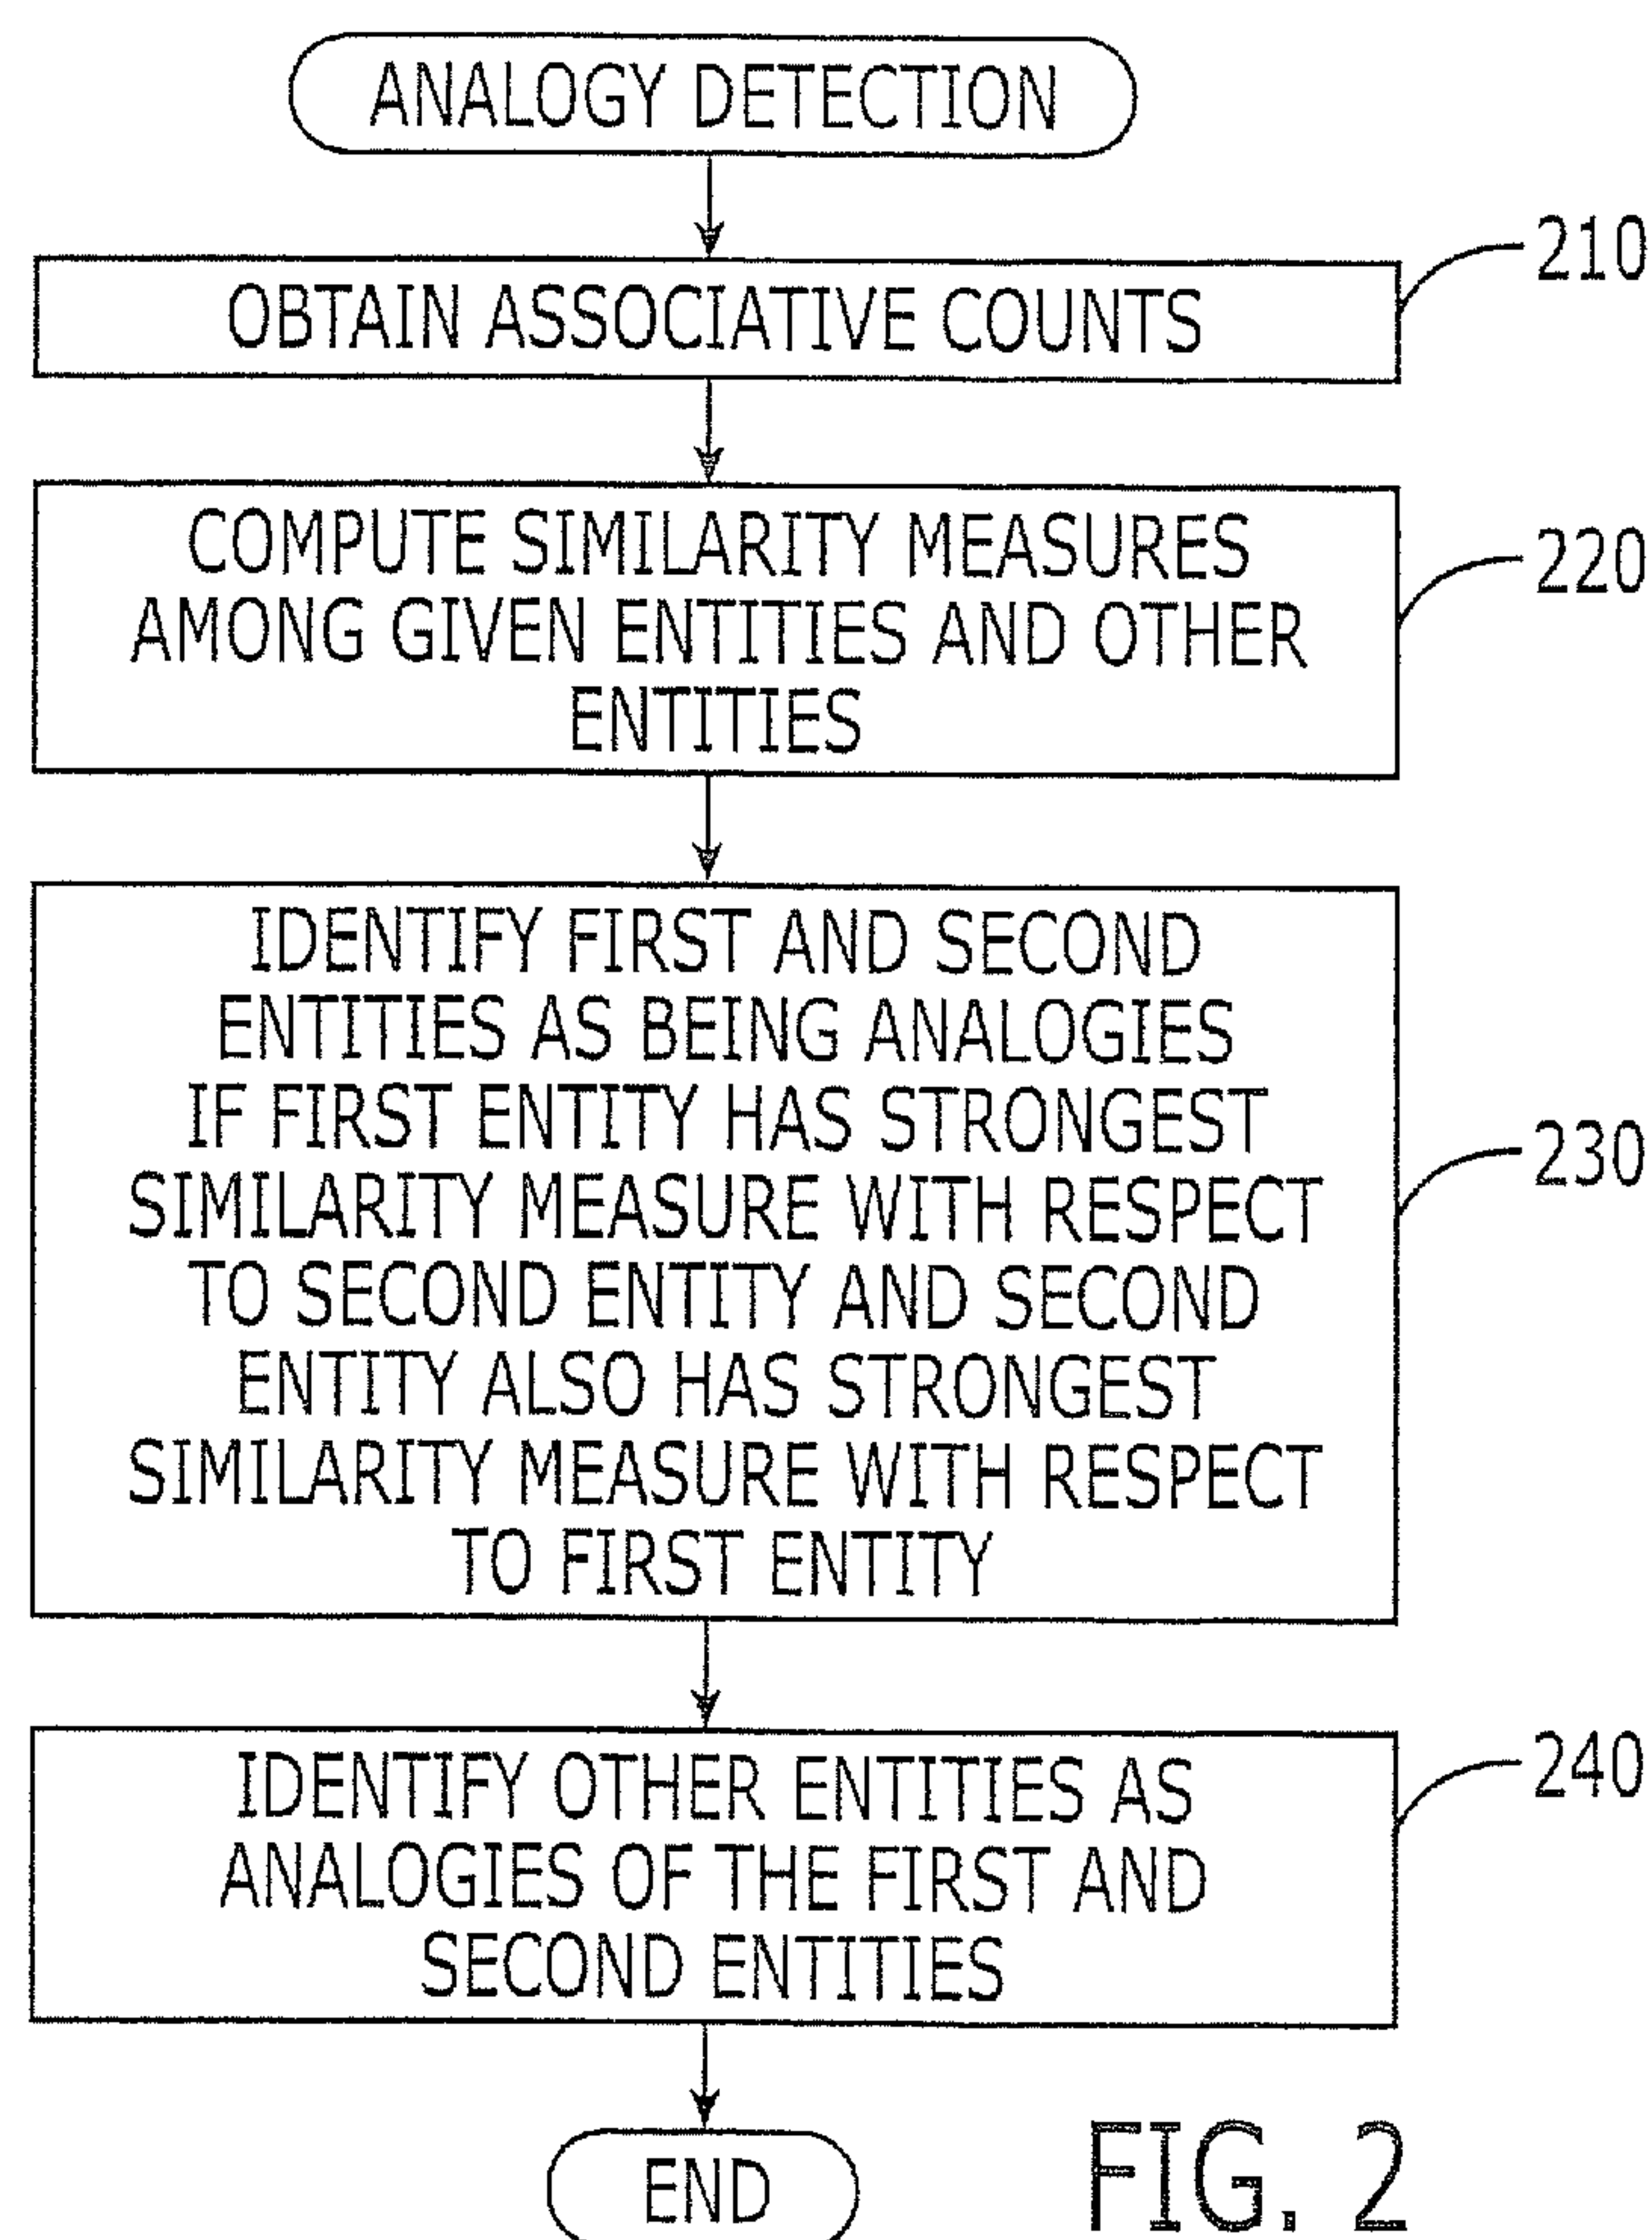 ANALOGY DETECTION
OBTAIN ASSOCIATIVE COUNTS
210
COMPUTE SIMILARITY MEASURES
AMONG GIVEN ENTITIES AND OTHER
ENTITIES
220
IDENTIFY FIRST AND SECOND
ENTITIES AS BEING ANALOGIES
IF FIRST ENTITY HAS STRONGEST
SIMILARITY MEASURE WITH RESPECT
TO SECOND ENTITY AND SECOND
ENTITY ALSO HAS STRONGEST
SIMILARITY MEASURE WITH RESPECT
TO FIRST ENTITY
230
IDENTIFY OTHER ENTITIES AS
ANALOGIES OF THE FIRST AND
SECOND ENTITIES
240
END
FIG. 2